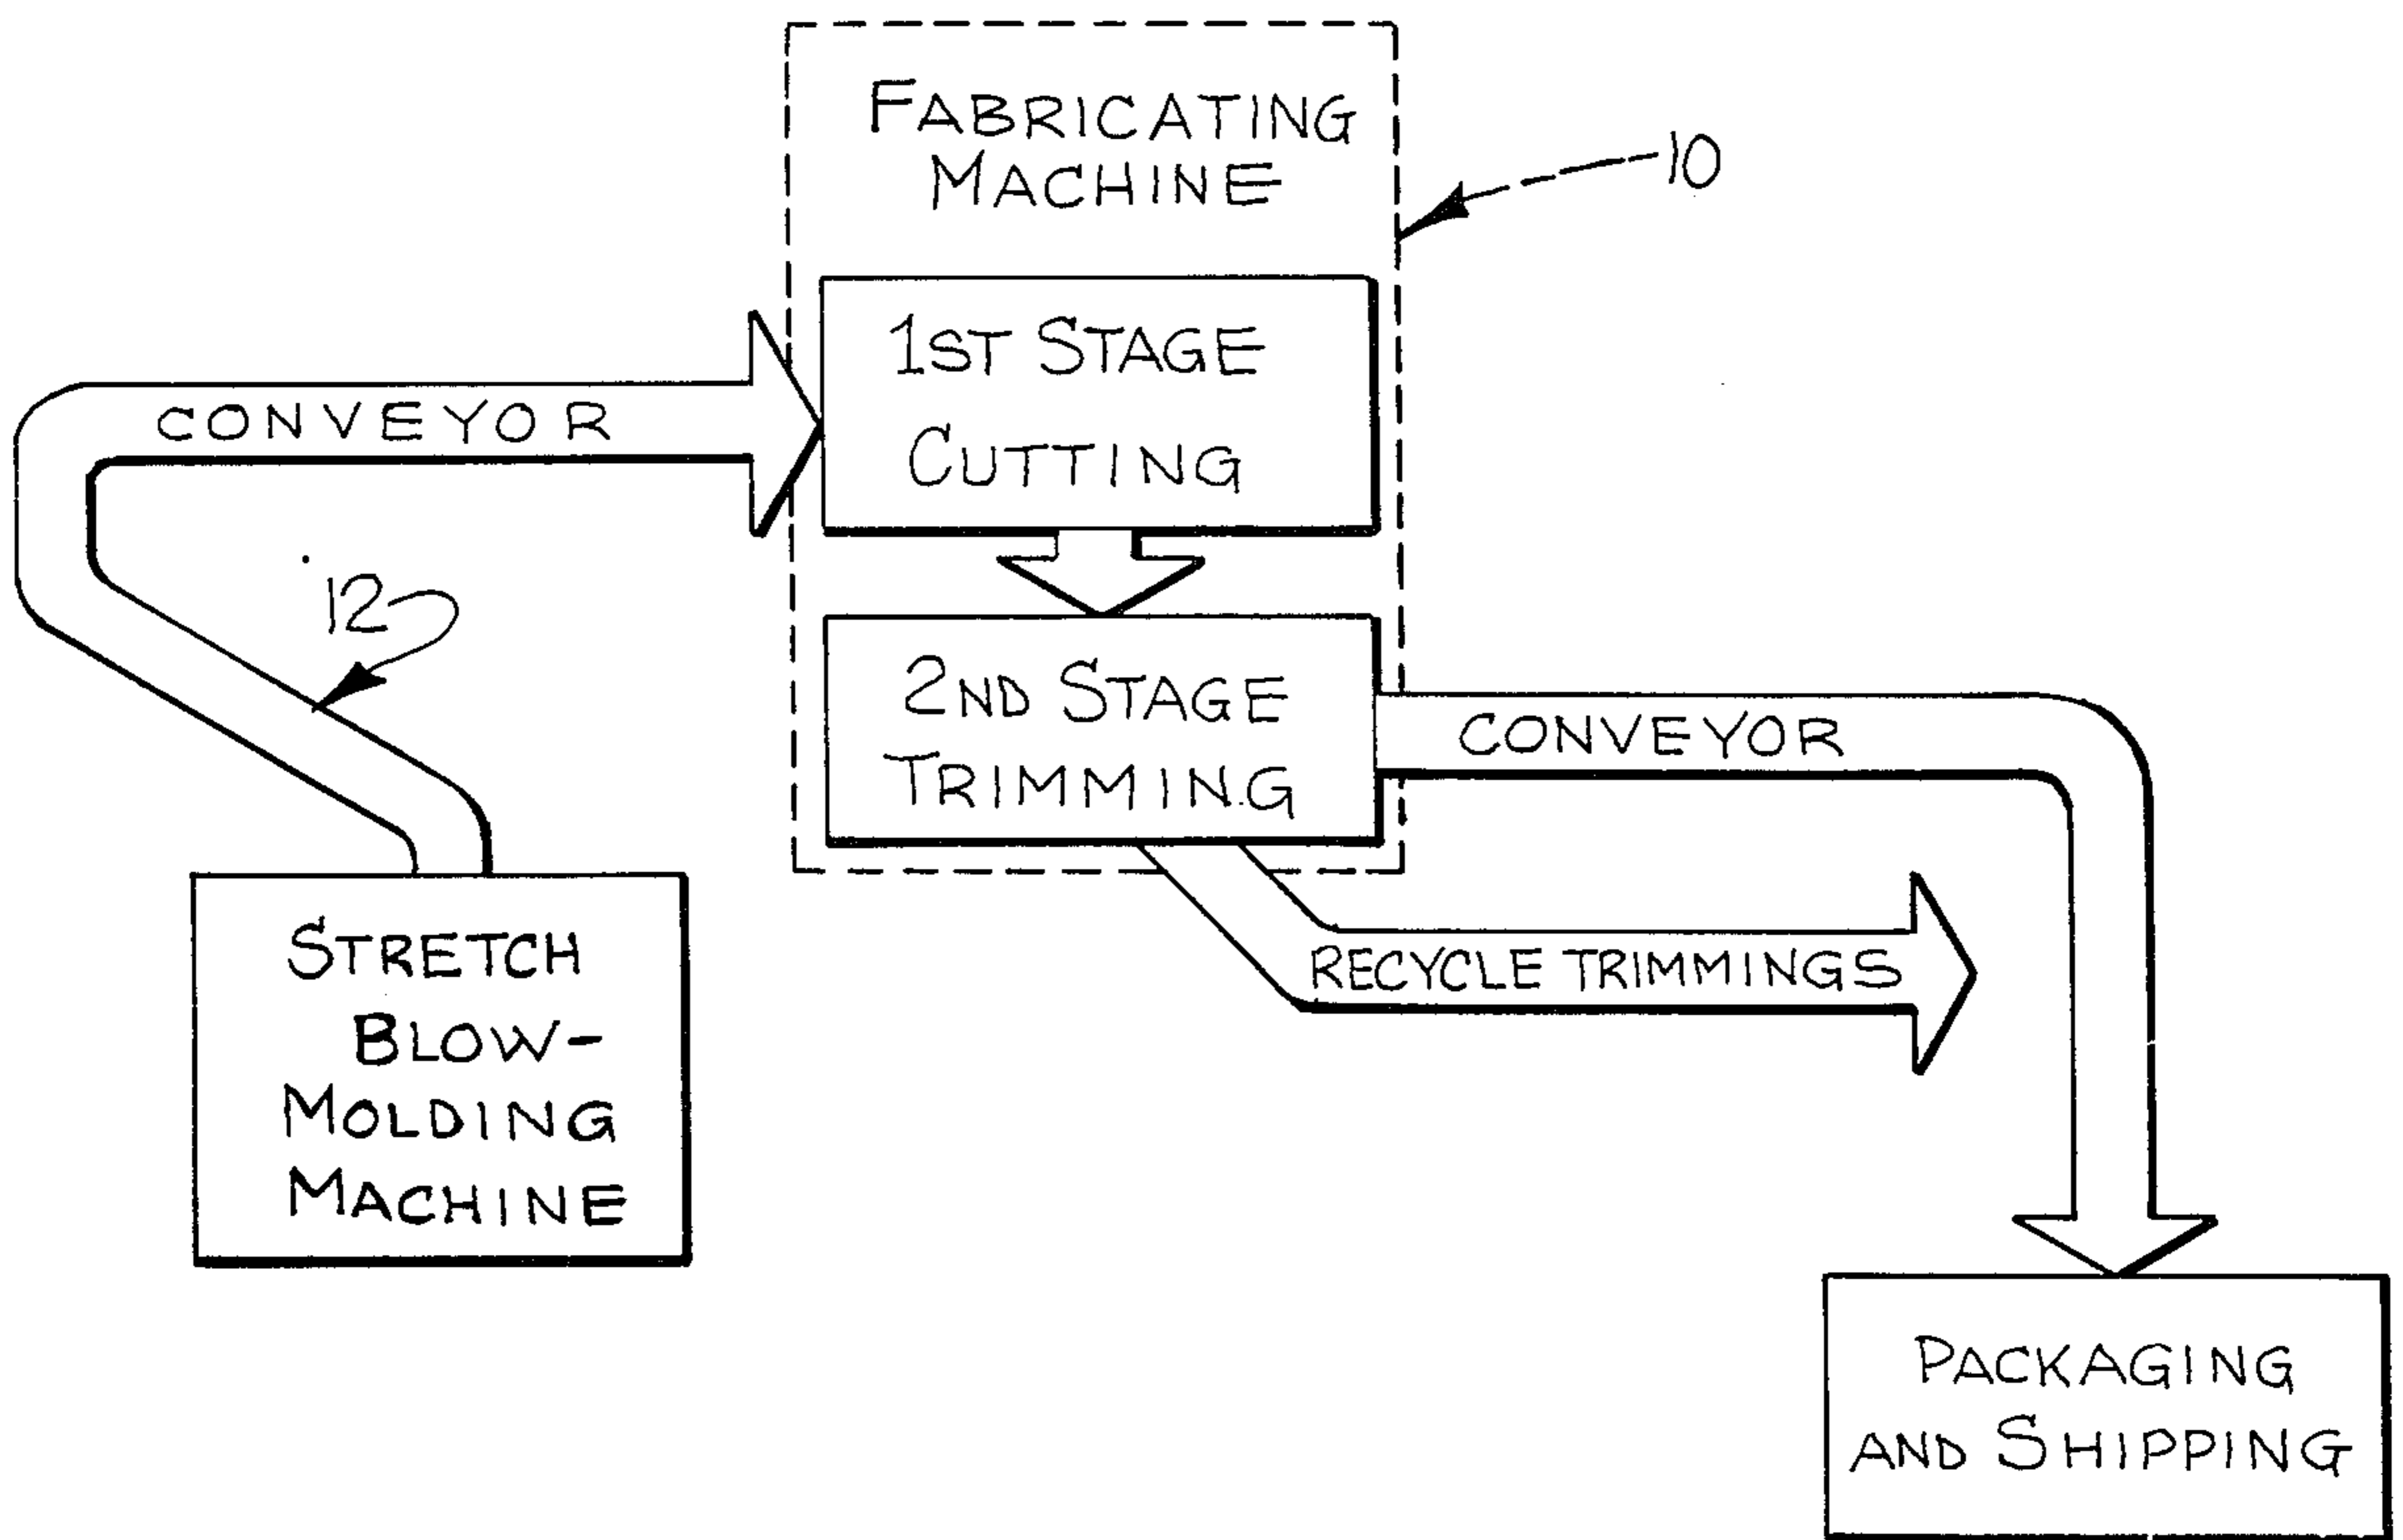 FABRICATING
MACHINE
10
1ST STAGE
CUTTING
CONVEYOR
12
2ND STAGE
TRIMMING
CONVEYOR
RECYCLE TRIMMINGS
STRETCH
BLOW-
MOLDING
MACHINE
PACKAGING
AND SHIPPING